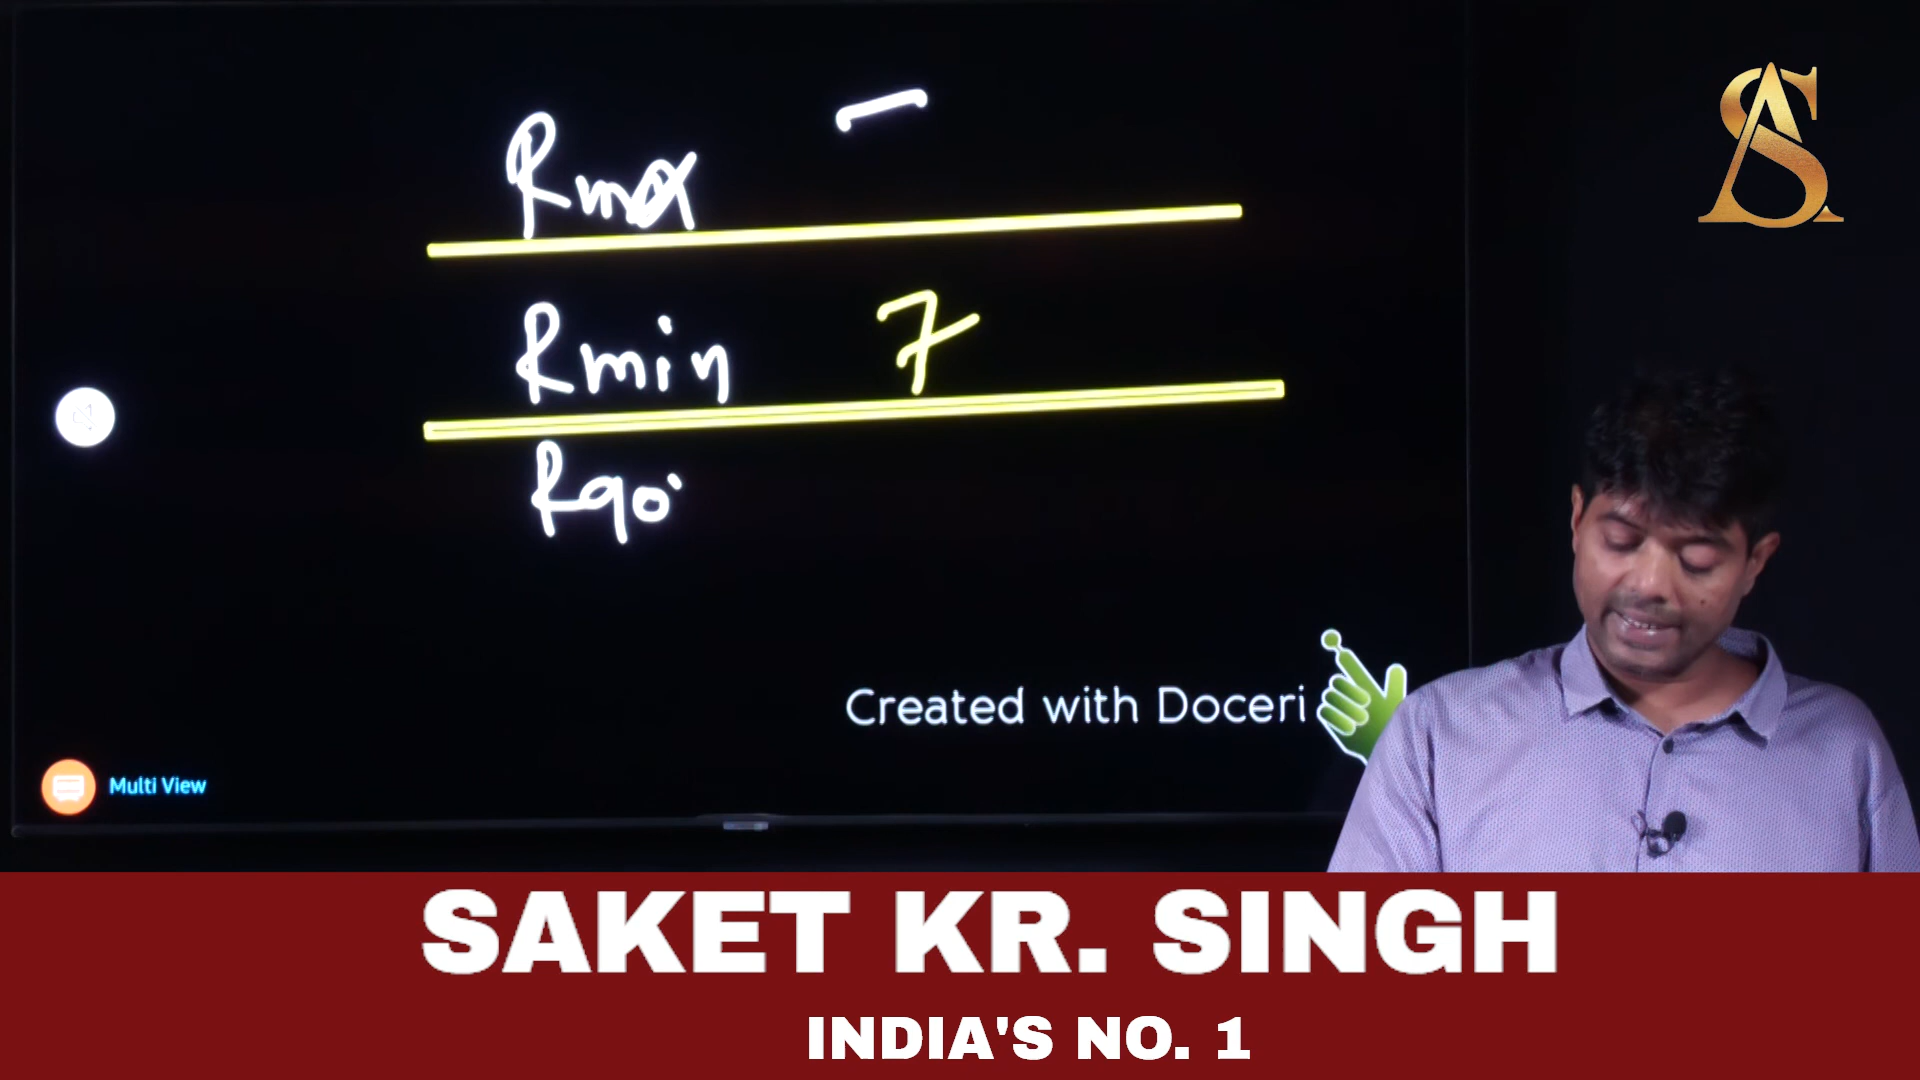 Rmax –
Rmin 7
R90°
Created with Doceri
Multi View
SAKET KR. SINGH
INDIA'S NO. 1